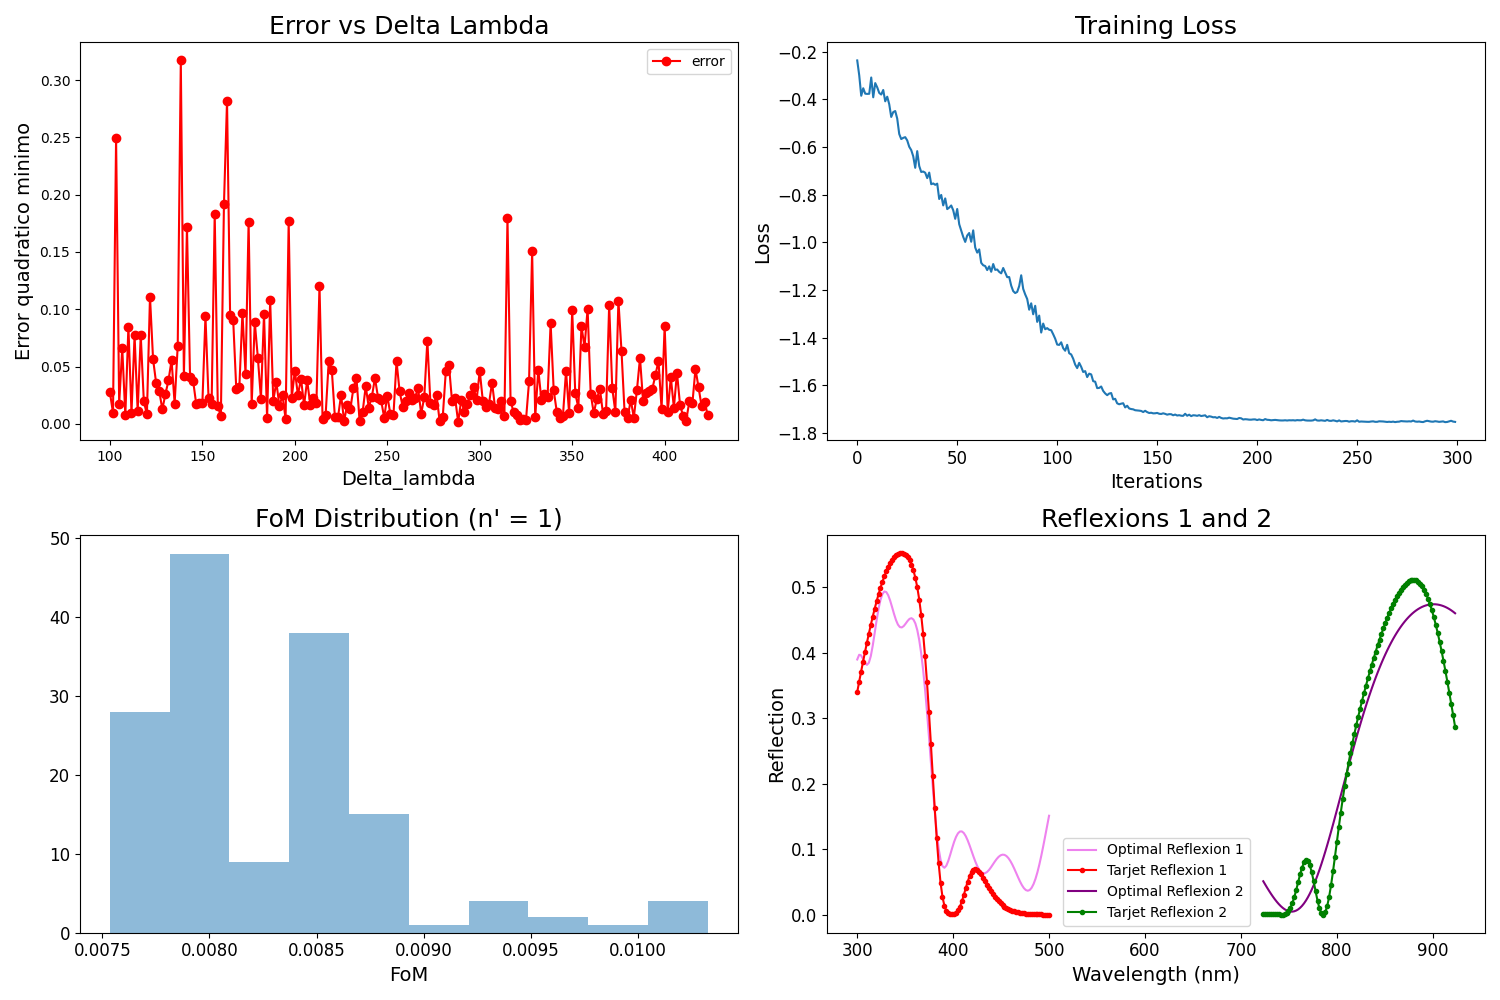 Error vs Delta Lambda
error
Error quadratico minimo
0.30
0.25
0.20
0.15
0.10
0.05
0.00
100 150 200 250 300 350 400
Delta_lambda
Training Loss
Loss
−0.2
−0.4
−0.6
−0.8
−1.0
−1.2
−1.4
−1.6
−1.8
0 50 100 150 200 250 300
Iterations
FoM Distribution (n' = 1)
50
40
30
20
10
0
0.0075 0.0080 0.0085 0.0090 0.0095 0.0100
FoM
Reflexions 1 and 2
Reflection
0.5
0.4
0.3
0.2
0.1
0.0
Optimal Reflexion 1
Tarjet Reflexion 1
Optimal Reflexion 2
Tarjet Reflexion 2
300 400 500 600 700 800 900
Wavelength (nm)